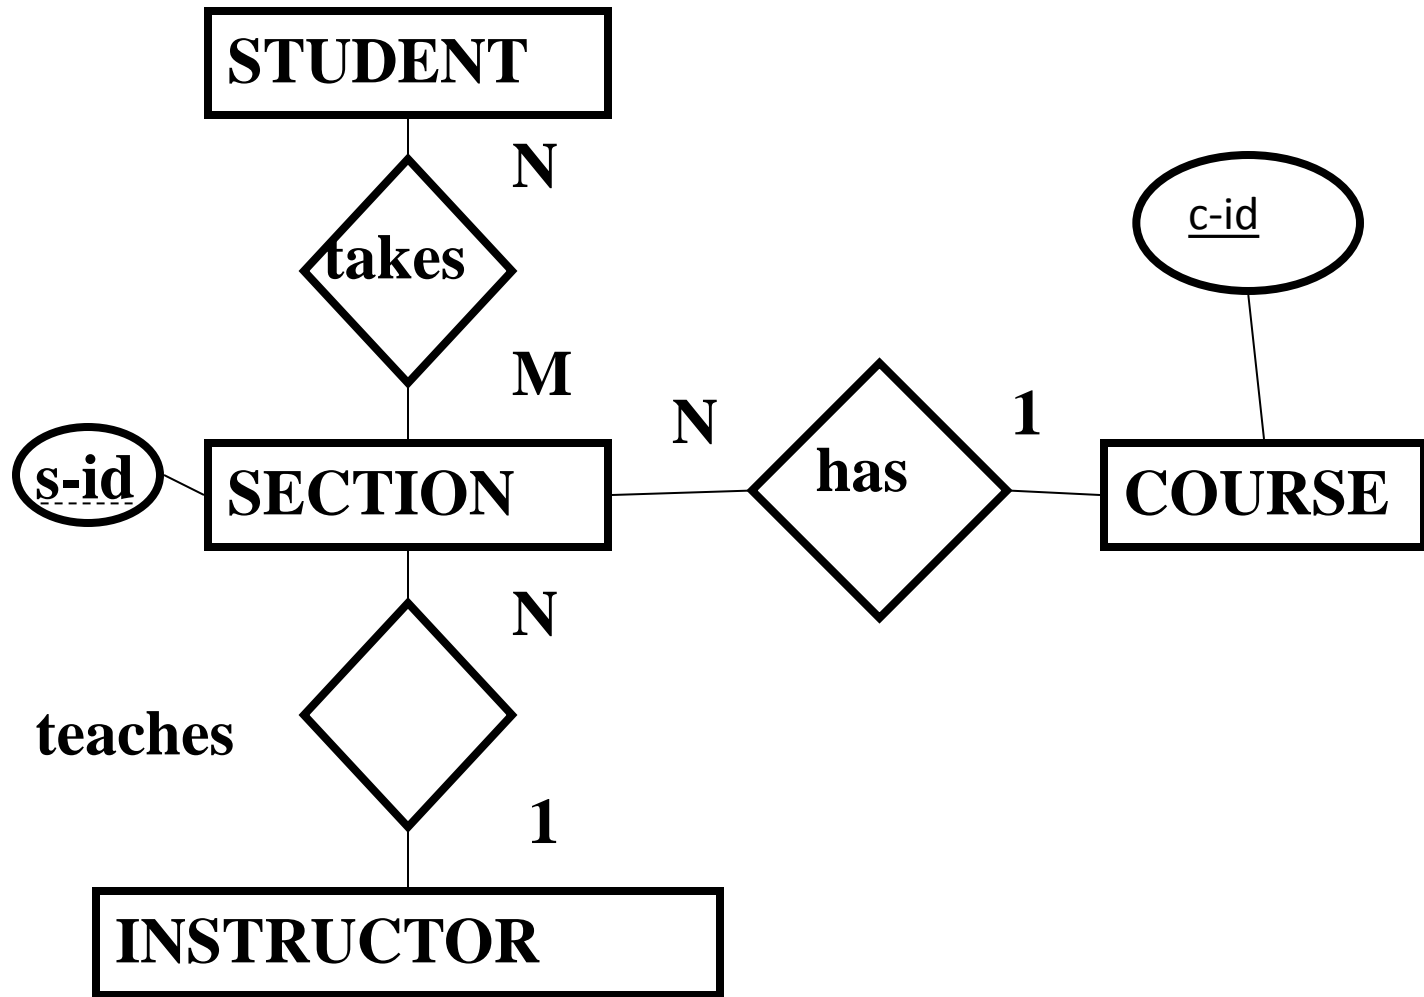 STUDENT
N
takes
c-id
M
N
1
has
s-id
SECTION
COURSE
N
teaches
1
INSTRUCTOR